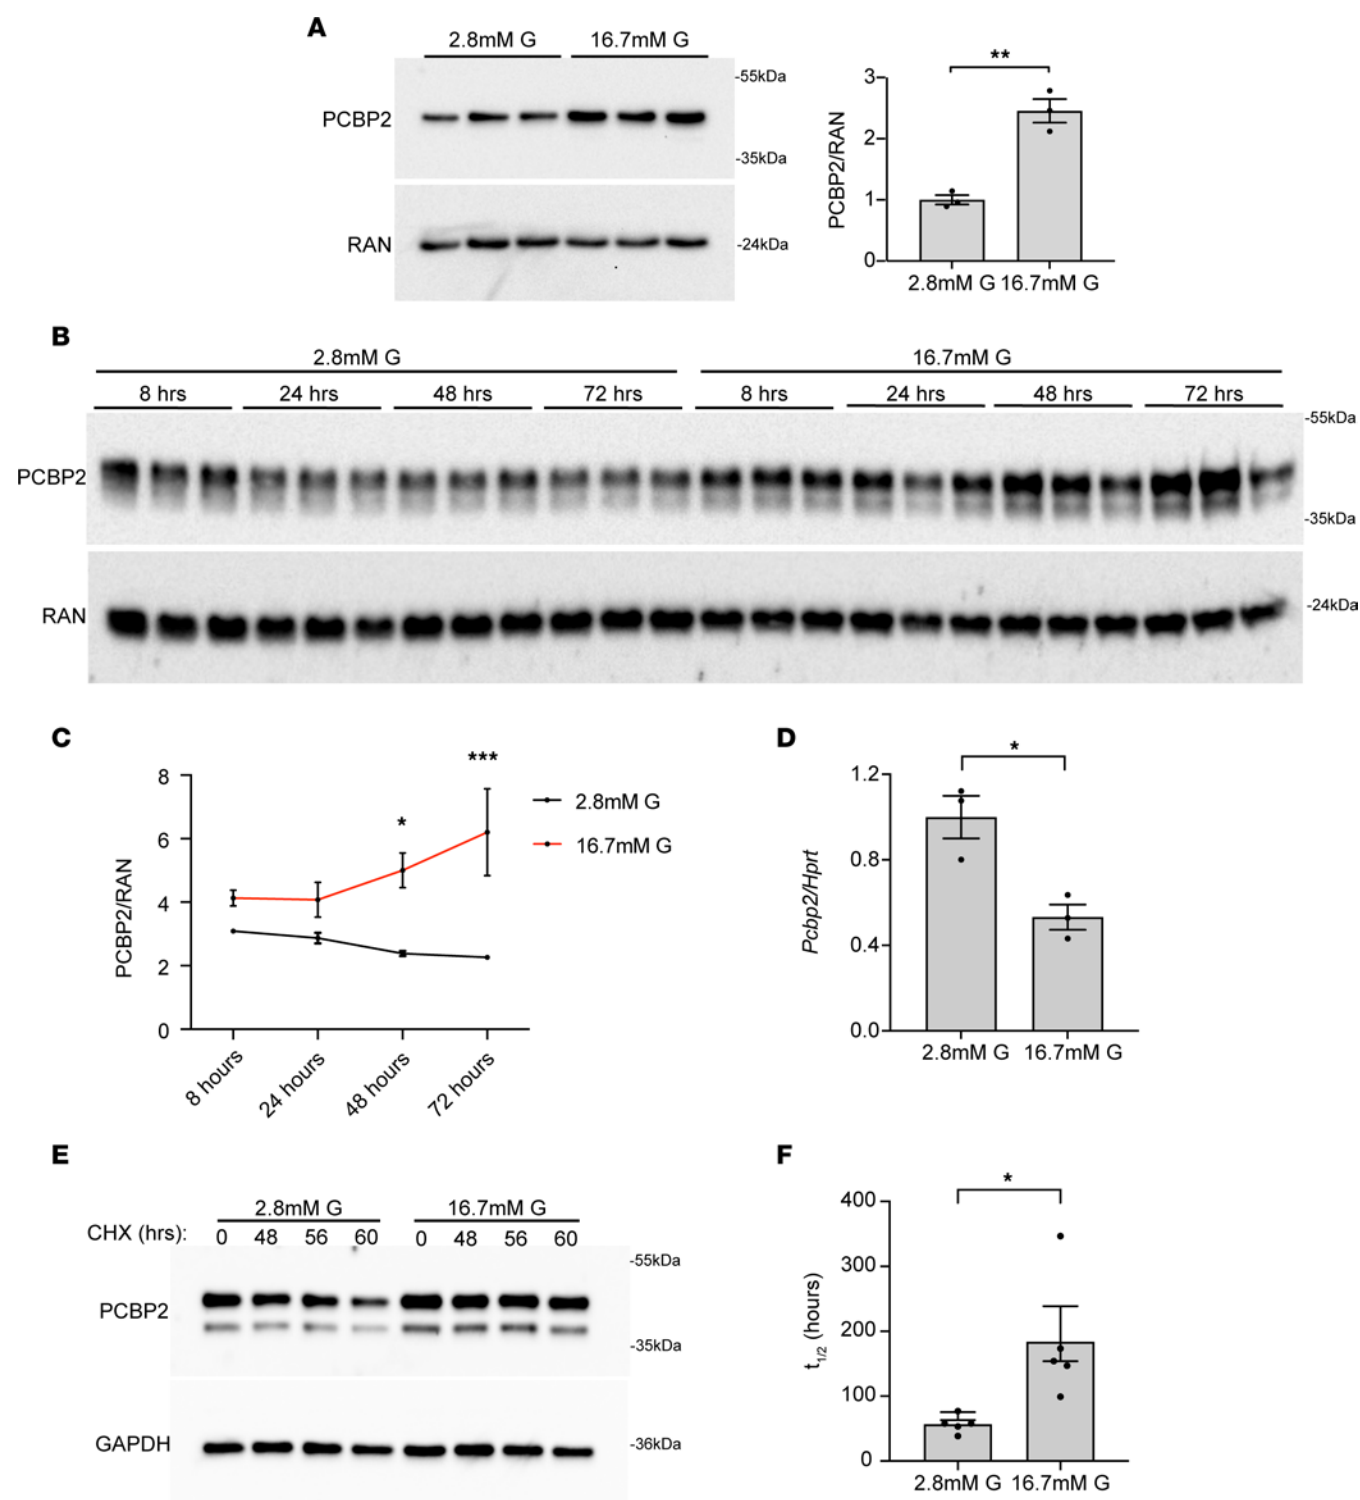 A
2.8mM G 16.7mM G
-55kDa
PCBP2
-35kDa
RAN
-24kDa
**
3
2
1
0
PCBP2/RAN
2.8mM G 16.7mM G
B
2.8mM G 16.7mM G
8 hrs 24 hrs 48 hrs 72 hrs 8 hrs 24 hrs 48 hrs 72 hrs
-55kDa
PCBP2
-35kDa
-24kDa
RAN
C
***
*
8
6
4
2
0
PCBP2/RAN
2.8mM G
16.7mM G
8 hours 24 hours 48 hours 72 hours
D
*
1.2
0.8
0.4
0.0
Pcbp2/Hprt
2.8mM G 16.7mM G
E
2.8mM G 16.7mM G
CHX (hrs): 0 48 56 60 0 48 56 60
-55kDa
PCBP2
-35kDa
GAPDH
-36kDa
F
*
400
300
200
100
0
t1/2 (hours)
2.8mM G 16.7mM G